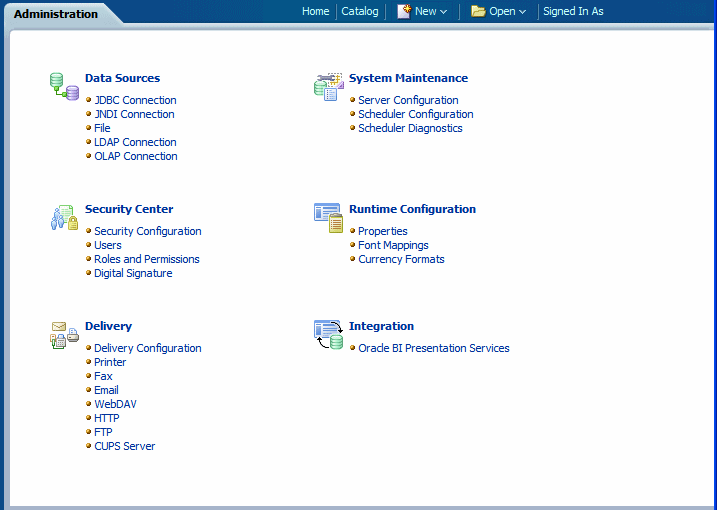 Administration
Home
Catalog
New
Open
Signed In As
Data Sources
JDBC Connection
JNDI Connection
File
LDAP Connection
OLAP Connection
System Maintenance
Server Configuration
Scheduler Configuration
Scheduler Diagnostics
Security Center
Security Configuration
Users
Roles and Permissions
Digital Signature
Runtime Configuration
Properties
Font Mappings
Currency Formats
Delivery
Delivery Configuration
Printer
Fax
Email
WebDAV
HTTP
FTP
CUPS Server
Integration
Oracle BI Presentation Services